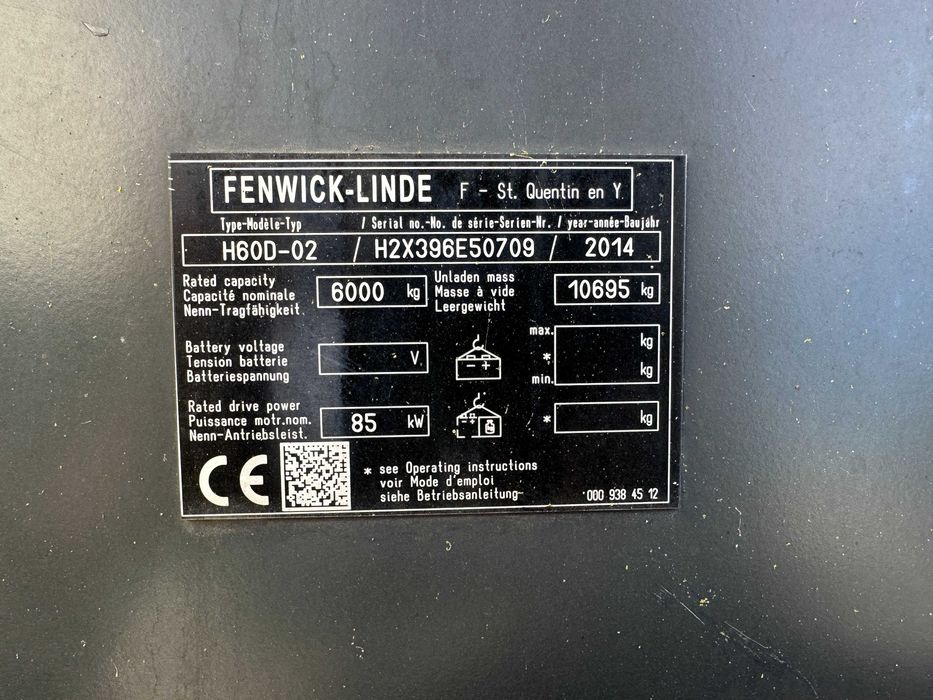 FENWICK-LINDE F - St. Quentin en Y
Type-Modèle-Typ / Serial no.-No. de série-Serien-Nr. / year-année-Baujahr
H60D-02 / H2X396E50709 / 2014
Rated capacity
Capacité nominale
Nenn-Tragfähigkeit
6000 kg
Unladen mass
Masse à vide
Leergewicht
10695 kg
Battery voltage
Tension batterie
Batteriespannung
V
- +
max.
kg
*
kg
min.
Rated drive power
Puissance motr.nom.
Nenn-Antriebsleist.
85 kW
- +
* kg
CE
* see Operating instructions
voir Mode d'emploi
siehe Betriebsanleitung
000 938 45 12